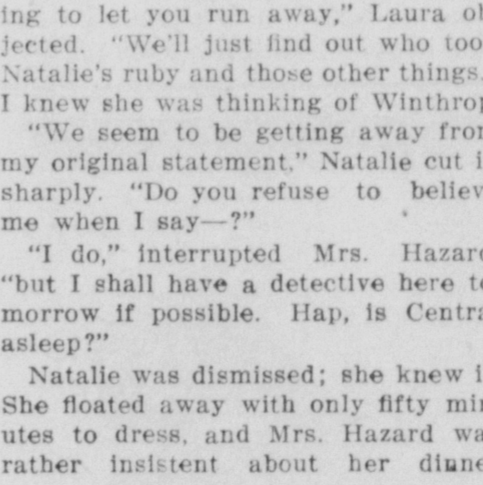 ing to let you run away," Laura ob
jected. "We'll just find out who too
Natalie's ruby and those other things.
I knew she was thinking of Winthrop
"We seem to be getting away from
my original statement," Natalie cut i
sharply. "Do you refuse to believ
me when I say—?"
"I do," interrupted Mrs. Hazard
"but I shall have a detective here to
morrow if possible. Hap, is Centra
asleep?"
Natalie was dismissed; she knew i
She floated away with only fifty min
utes to dress, and Mrs. Hazard wa
rather insistent about her dinne